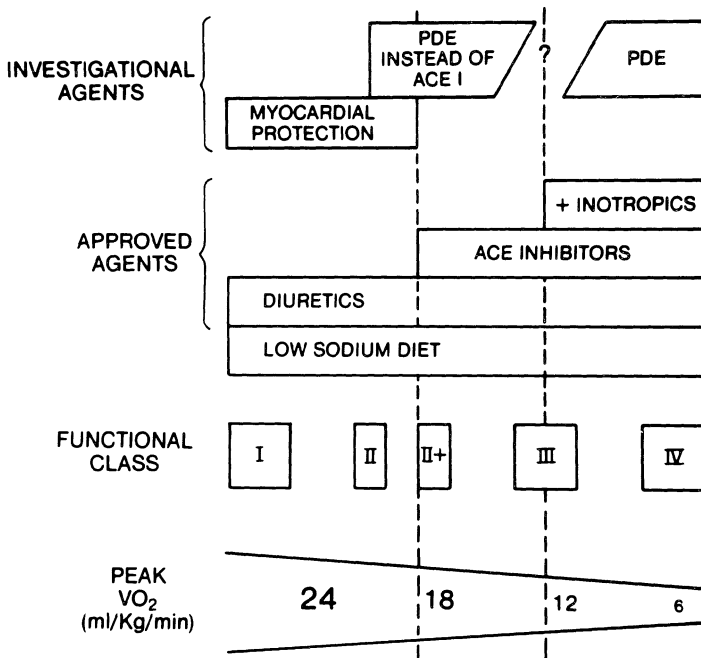 INVESTIGATIONAL
AGENTS
PDE
INSTEAD OF
ACE I
?
PDE
MYOCARDIAL
PROTECTION
APPROVED
AGENTS
+ INOTROPICS
ACE INHIBITORS
DIURETICS
LOW SODIUM DIET
FUNCTIONAL
CLASS
I
II
II+
III
IV
PEAK
VO₂
(ml/Kg/min)
24
18
12
6